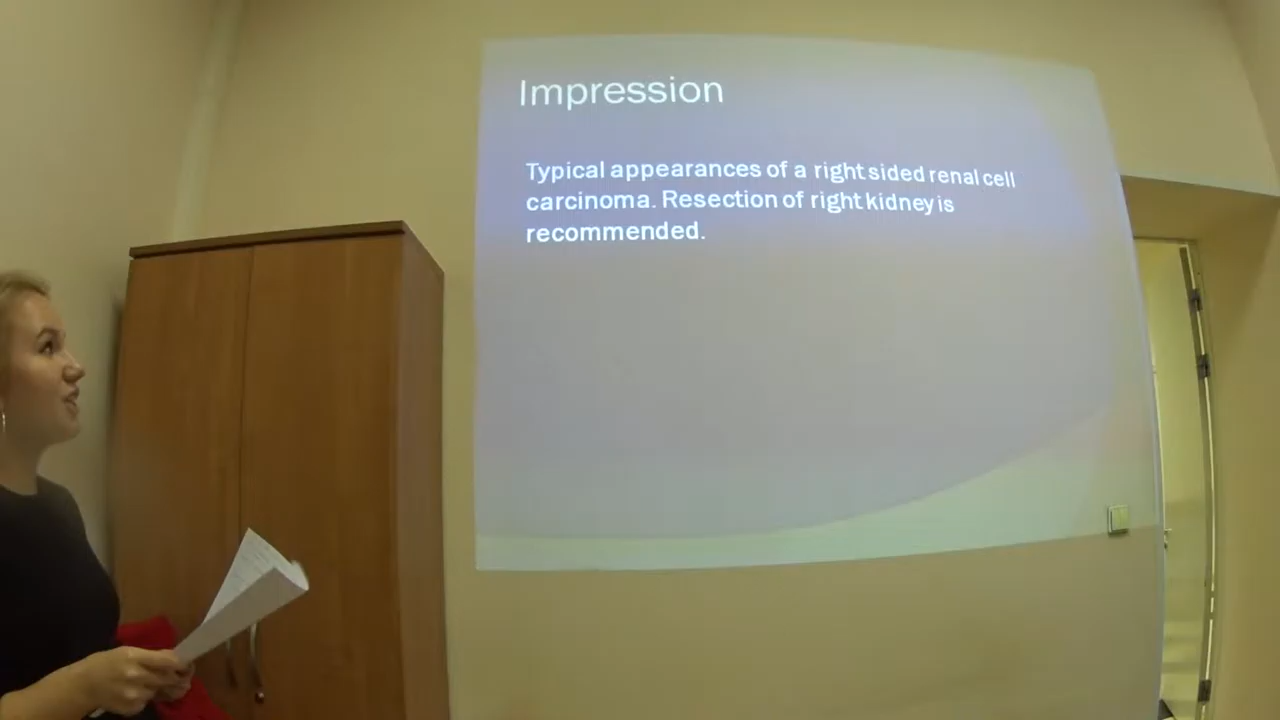 Impression
Typical appearances of a right sided renal cell
carcinoma. Resection of right kidney is
recommended.